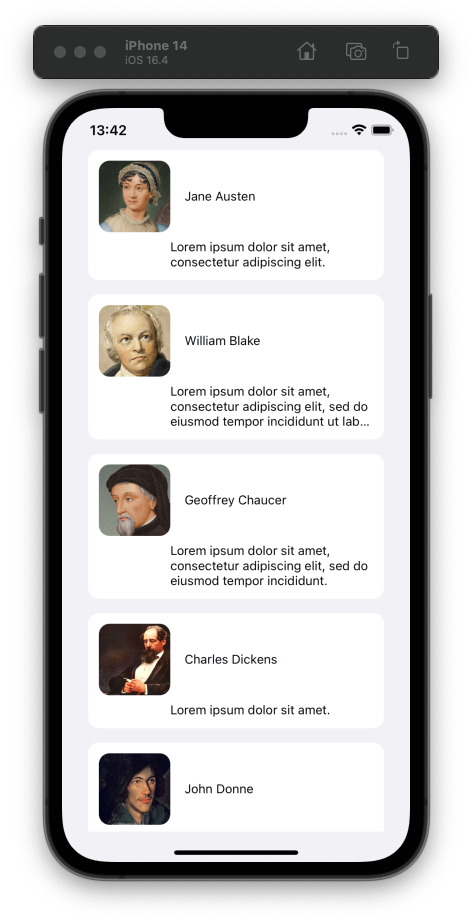 iPhone 14
iOS 16.4
13:42
Jane Austen
Lorem ipsum dolor sit amet,
consectetur adipiscing elit.
William Blake
Lorem ipsum dolor sit amet,
consectetur adipiscing elit, sed do
eiusmod tempor incididunt ut lab...
Geoffrey Chaucer
Lorem ipsum dolor sit amet,
consectetur adipiscing elit, sed do
eiusmod tempor incididunt.
Charles Dickens
Lorem ipsum dolor sit amet.
John Donne